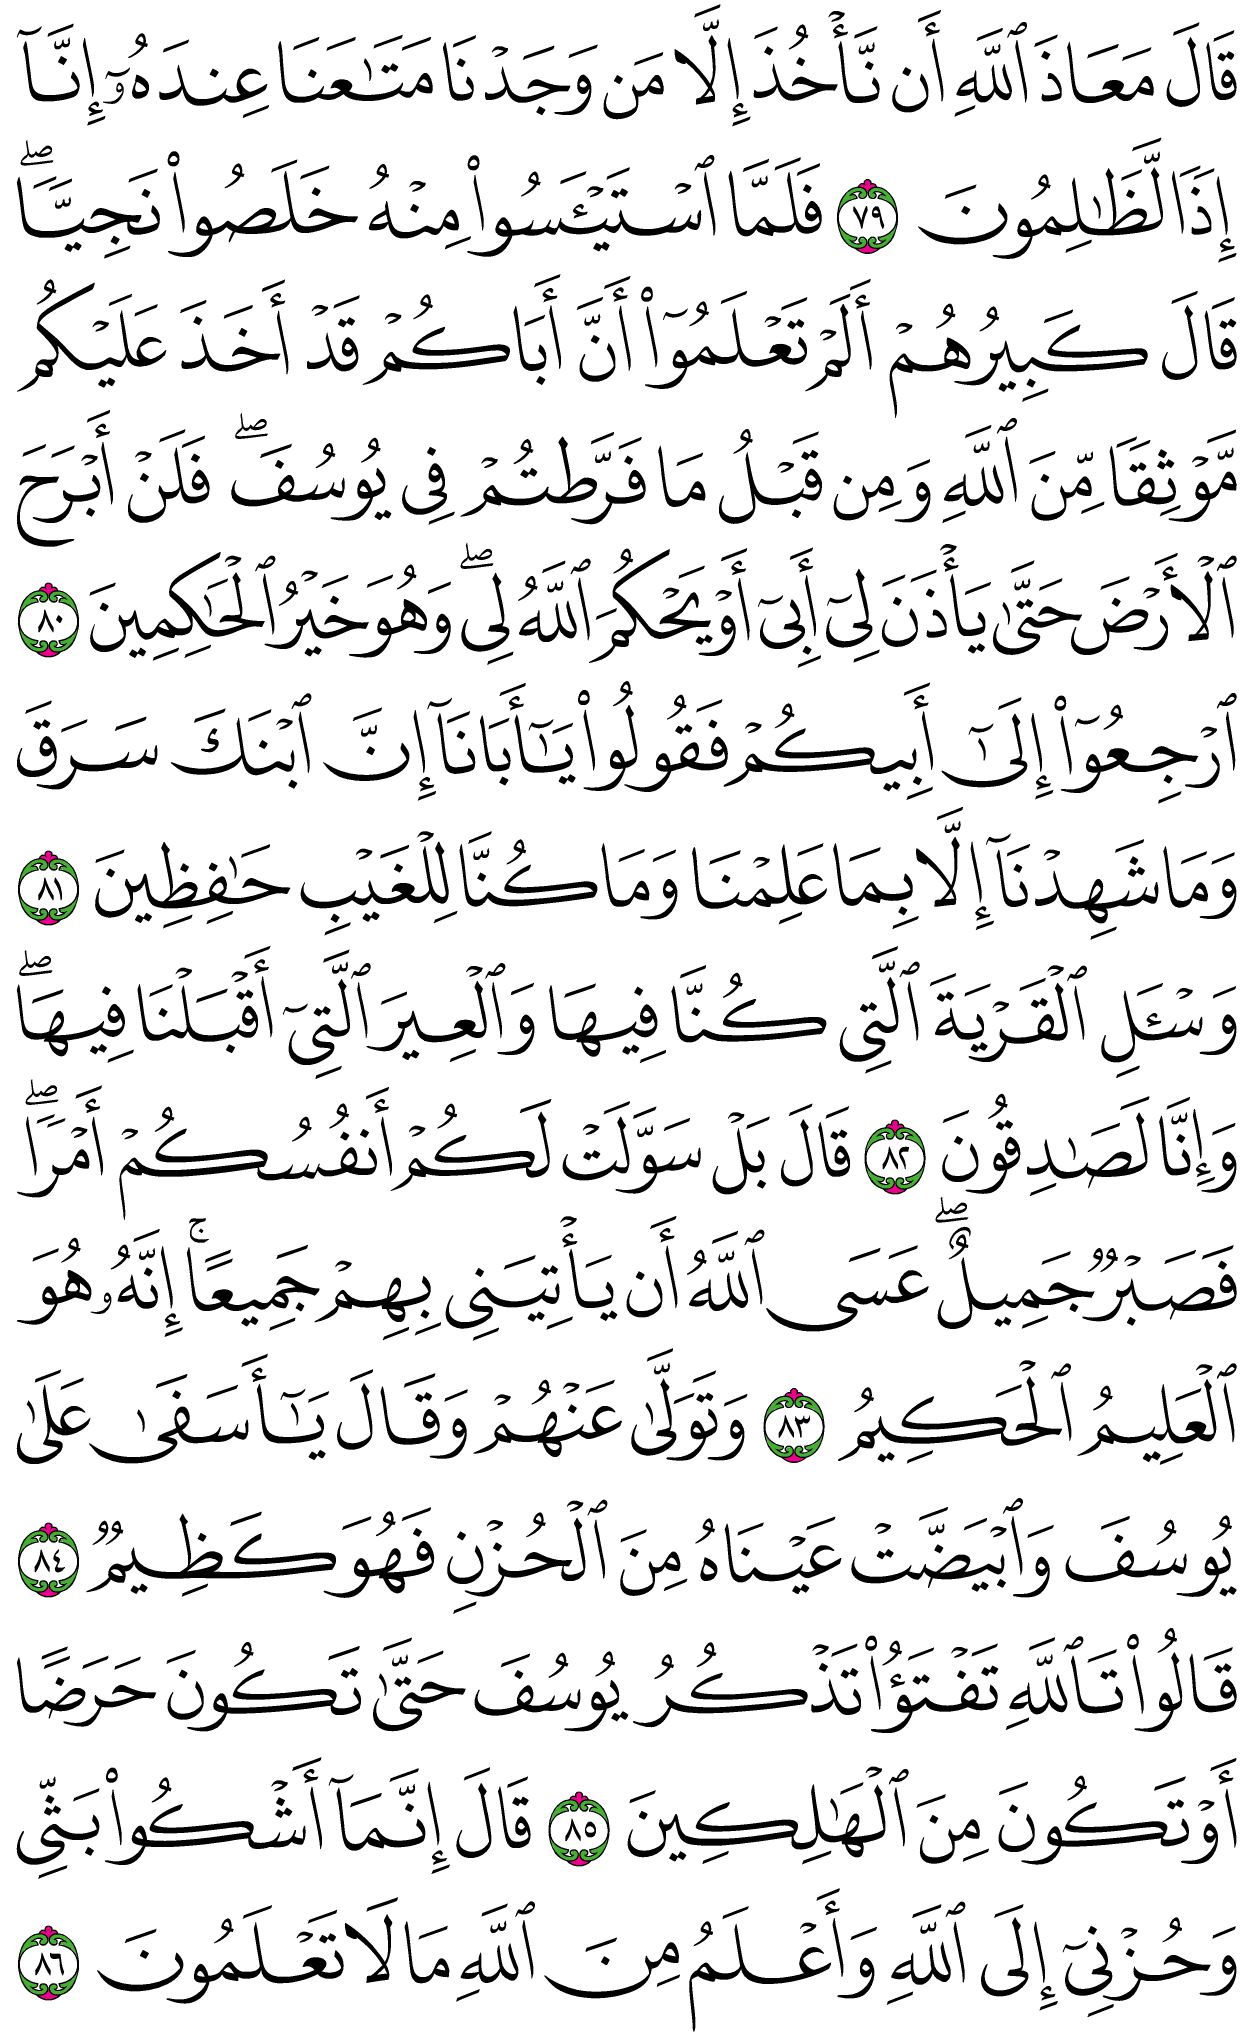 قَالَ مَعَاذَ ٱللَّهِ أَن نَّأۡخُذَ إِلَّا مَن وَجَدۡنَا مَتَٰعَنَا عِندَهُۥٓ إِنَّآ
إِذٗا لَّظَٰلِمُونَ ٧٩ فَلَمَّا ٱسۡتَيۡـَٔسُواْ مِنۡهُ خَلَصُواْ نَجِيّٗاۖ
قَالَ كَبِيرُهُمۡ أَلَمۡ تَعۡلَمُوٓاْ أَنَّ أَبَاكُمۡ قَدۡ أَخَذَ عَلَيۡكُم
مَّوۡثِقٗا مِّنَ ٱللَّهِ وَمِن قَبۡلُ مَا فَرَّطتُمۡ فِي يُوسُفَۖ فَلَنۡ أَبۡرَحَ
ٱلۡأَرۡضَ حَتَّىٰ يَأۡذَنَ لِيٓ أَبِيٓ أَوۡ يَحۡكُمَ ٱللَّهُ لِيۖ وَهُوَ خَيۡرُ ٱلۡحَٰكِمِينَ ٨٠
ٱرۡجِعُوٓاْ إِلَىٰٓ أَبِيكُمۡ فَقُولُواْ يَٰٓأَبَانَآ إِنَّ ٱبۡنَكَ سَرَقَ
وَمَا شَهِدۡنَآ إِلَّا بِمَا عَلِمۡنَا وَمَا كُنَّا لِلۡغَيۡبِ حَٰفِظِينَ ٨١
وَسۡـَٔلِ ٱلۡقَرۡيَةَ ٱلَّتِي كُنَّا فِيهَا وَٱلۡعِيرَ ٱلَّتِيٓ أَقۡبَلۡنَا فِيهَاۖ
وَإِنَّا لَصَٰدِقُونَ ٨٢ قَالَ بَلۡ سَوَّلَتۡ لَكُمۡ أَنفُسُكُمۡ أَمۡرٗاۖ
فَصَبۡرٞ جَمِيلٌۖ عَسَى ٱللَّهُ أَن يَأۡتِيَنِي بِهِمۡ جَمِيعًاۚ إِنَّهُۥ هُوَ
ٱلۡعَلِيمُ ٱلۡحَكِيمُ ٨٣ وَتَوَلَّىٰ عَنۡهُمۡ وَقَالَ يَٰٓأَسَفَىٰ عَلَىٰ
يُوسُفَ وَٱبۡيَضَّتۡ عَيۡنَاهُ مِنَ ٱلۡحُزۡنِ فَهُوَ كَظِيمٞ ٨٤
قَالُواْ تَٱللَّهِ تَفۡتَؤُاْ تَذۡكُرُ يُوسُفَ حَتَّىٰ تَكُونَ حَرَضًا
أَوۡ تَكُونَ مِنَ ٱلۡهَٰلِكِينَ ٨٥ قَالَ إِنَّمَآ أَشۡكُواْ بَثِّي
وَحُزۡنِيٓ إِلَى ٱللَّهِ وَأَعۡلَمُ مِنَ ٱللَّهِ مَا لَا تَعۡلَمُونَ ٨٦